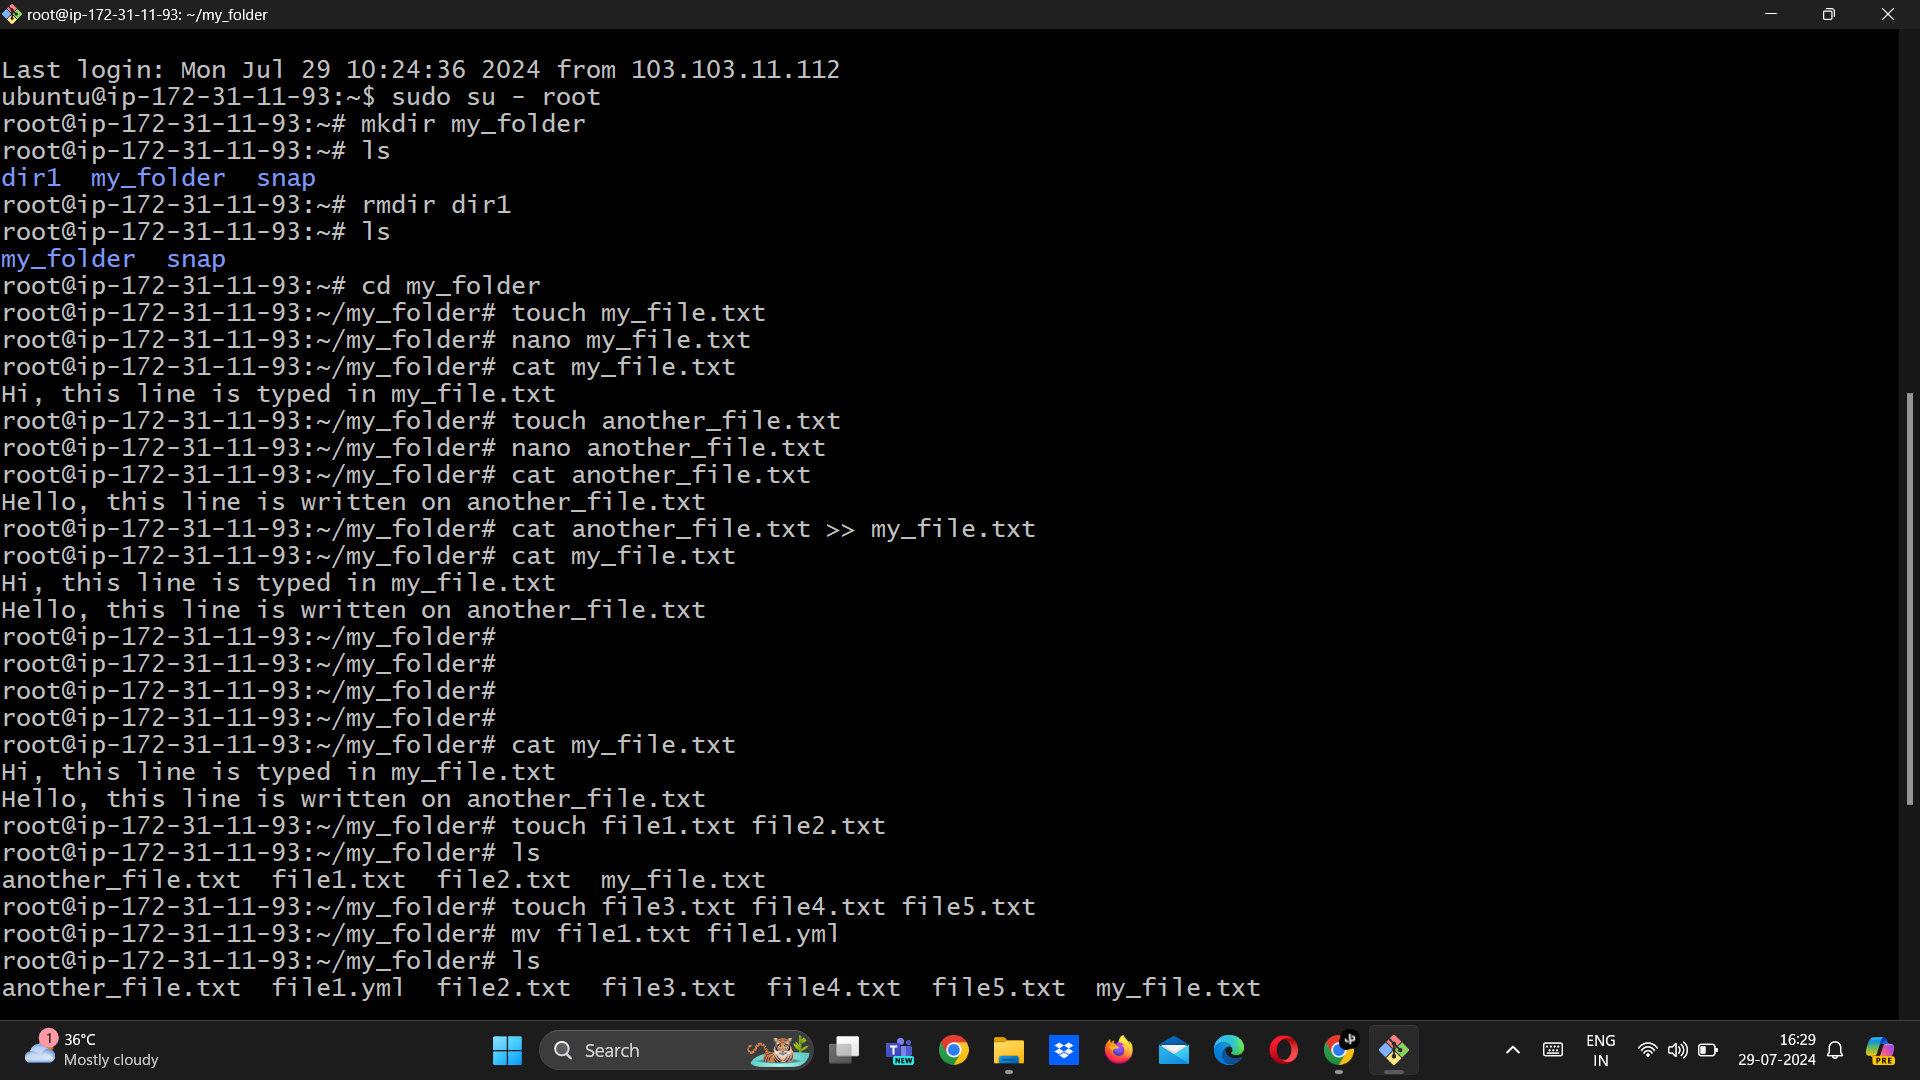 root@ip-172-31-11-93: ~/my_folder
Last login: Mon Jul 29 10:24:36 2024 from 103.103.11.112
ubuntu@ip-172-31-11-93:~$ sudo su - root
root@ip-172-31-11-93:~# mkdir my_folder
root@ip-172-31-11-93:~# ls
dir1  my_folder  snap
root@ip-172-31-11-93:~# rmdir dir1
root@ip-172-31-11-93:~# ls
my_folder  snap
root@ip-172-31-11-93:~# cd my_folder
root@ip-172-31-11-93:~/my_folder# touch my_file.txt
root@ip-172-31-11-93:~/my_folder# nano my_file.txt
root@ip-172-31-11-93:~/my_folder# cat my_file.txt
Hi, this line is typed in my_file.txt
root@ip-172-31-11-93:~/my_folder# touch another_file.txt
root@ip-172-31-11-93:~/my_folder# nano another_file.txt
root@ip-172-31-11-93:~/my_folder# cat another_file.txt
Hello, this line is written on another_file.txt
root@ip-172-31-11-93:~/my_folder# cat another_file.txt >> my_file.txt
root@ip-172-31-11-93:~/my_folder# cat my_file.txt
Hi, this line is typed in my_file.txt
Hello, this line is written on another_file.txt
root@ip-172-31-11-93:~/my_folder#
root@ip-172-31-11-93:~/my_folder#
root@ip-172-31-11-93:~/my_folder#
root@ip-172-31-11-93:~/my_folder#
root@ip-172-31-11-93:~/my_folder# cat my_file.txt
Hi, this line is typed in my_file.txt
Hello, this line is written on another_file.txt
root@ip-172-31-11-93:~/my_folder# touch file1.txt file2.txt
root@ip-172-31-11-93:~/my_folder# ls
another_file.txt  file1.txt  file2.txt  my_file.txt
root@ip-172-31-11-93:~/my_folder# touch file3.txt file4.txt file5.txt
root@ip-172-31-11-93:~/my_folder# mv file1.txt file1.yml
root@ip-172-31-11-93:~/my_folder# ls
another_file.txt  file1.yml  file2.txt  file3.txt  file4.txt  file5.txt  my_file.txt
1
36°C
Mostly cloudy
Search
NEW
ENG
IN
16:29
29-07-2024
PRE